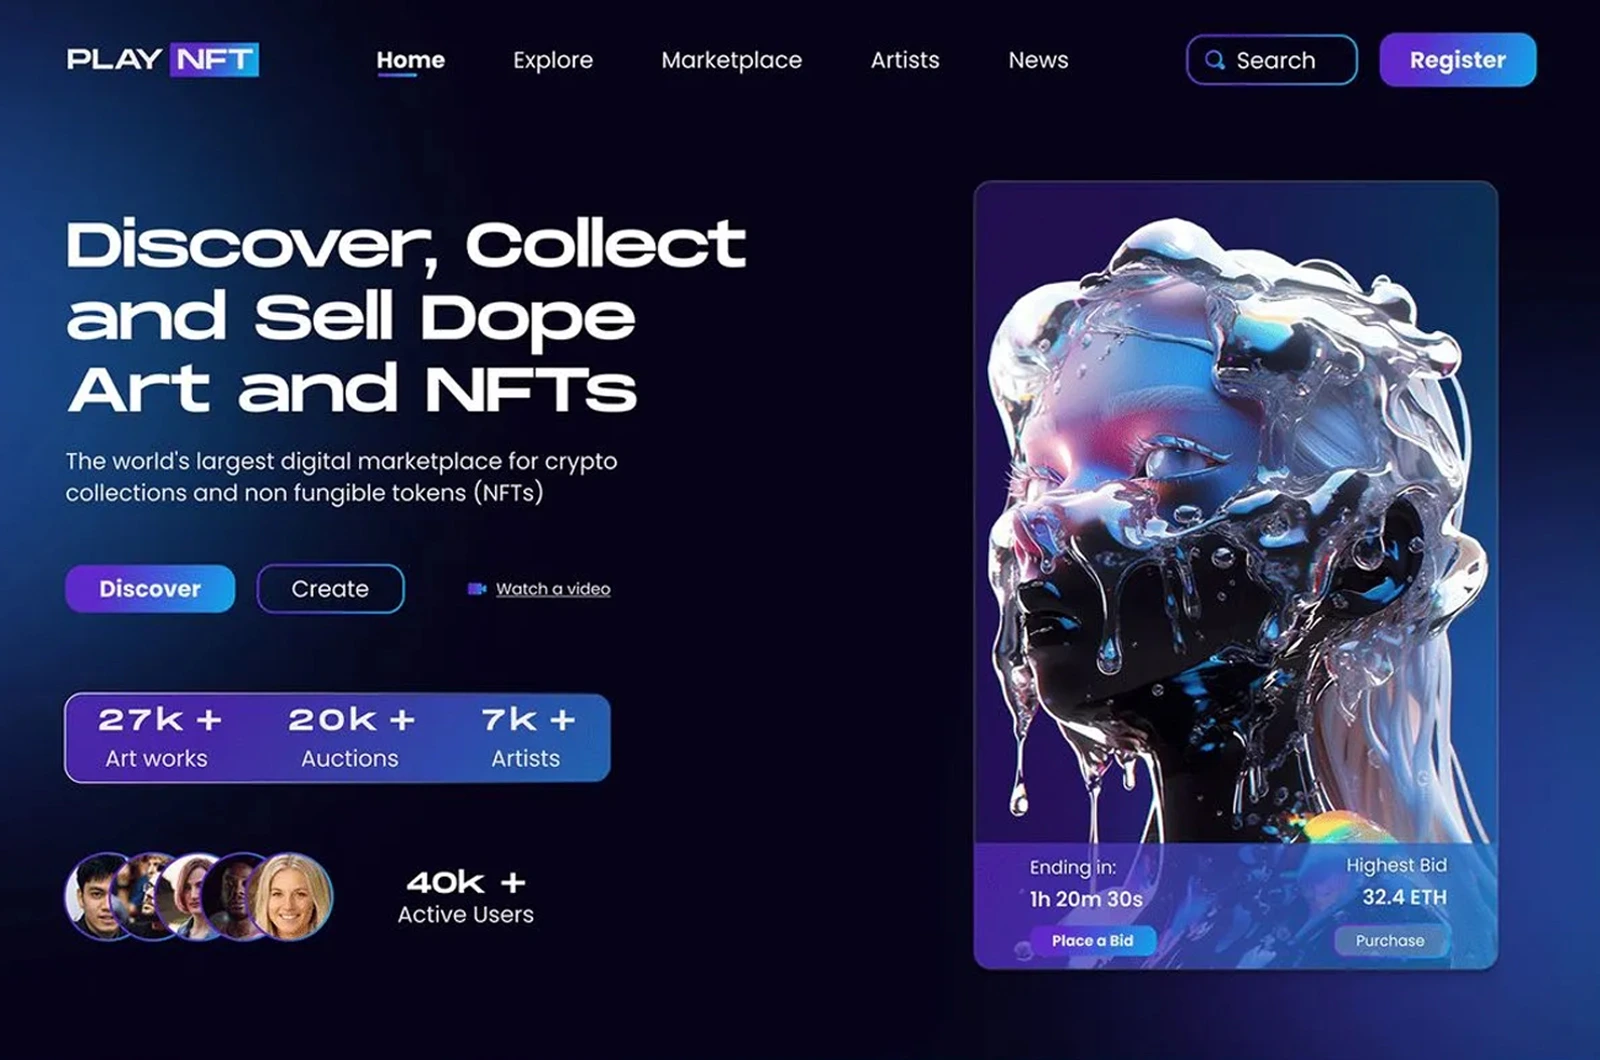 PLAY NFT
Home Explore Marketplace Artists News Search Register
Discover, Collect
and Sell Dope
Art and NFTs
The world's largest digital marketplace for crypto
collections and non fungible tokens (NFTs)
Discover Create Watch a video
27k + 20k + 7k +
Art works Auctions Artists
40k +
Active Users
Ending in: Highest Bid
1h 20m 30s 32.4 ETH
Place a Bid Purchase